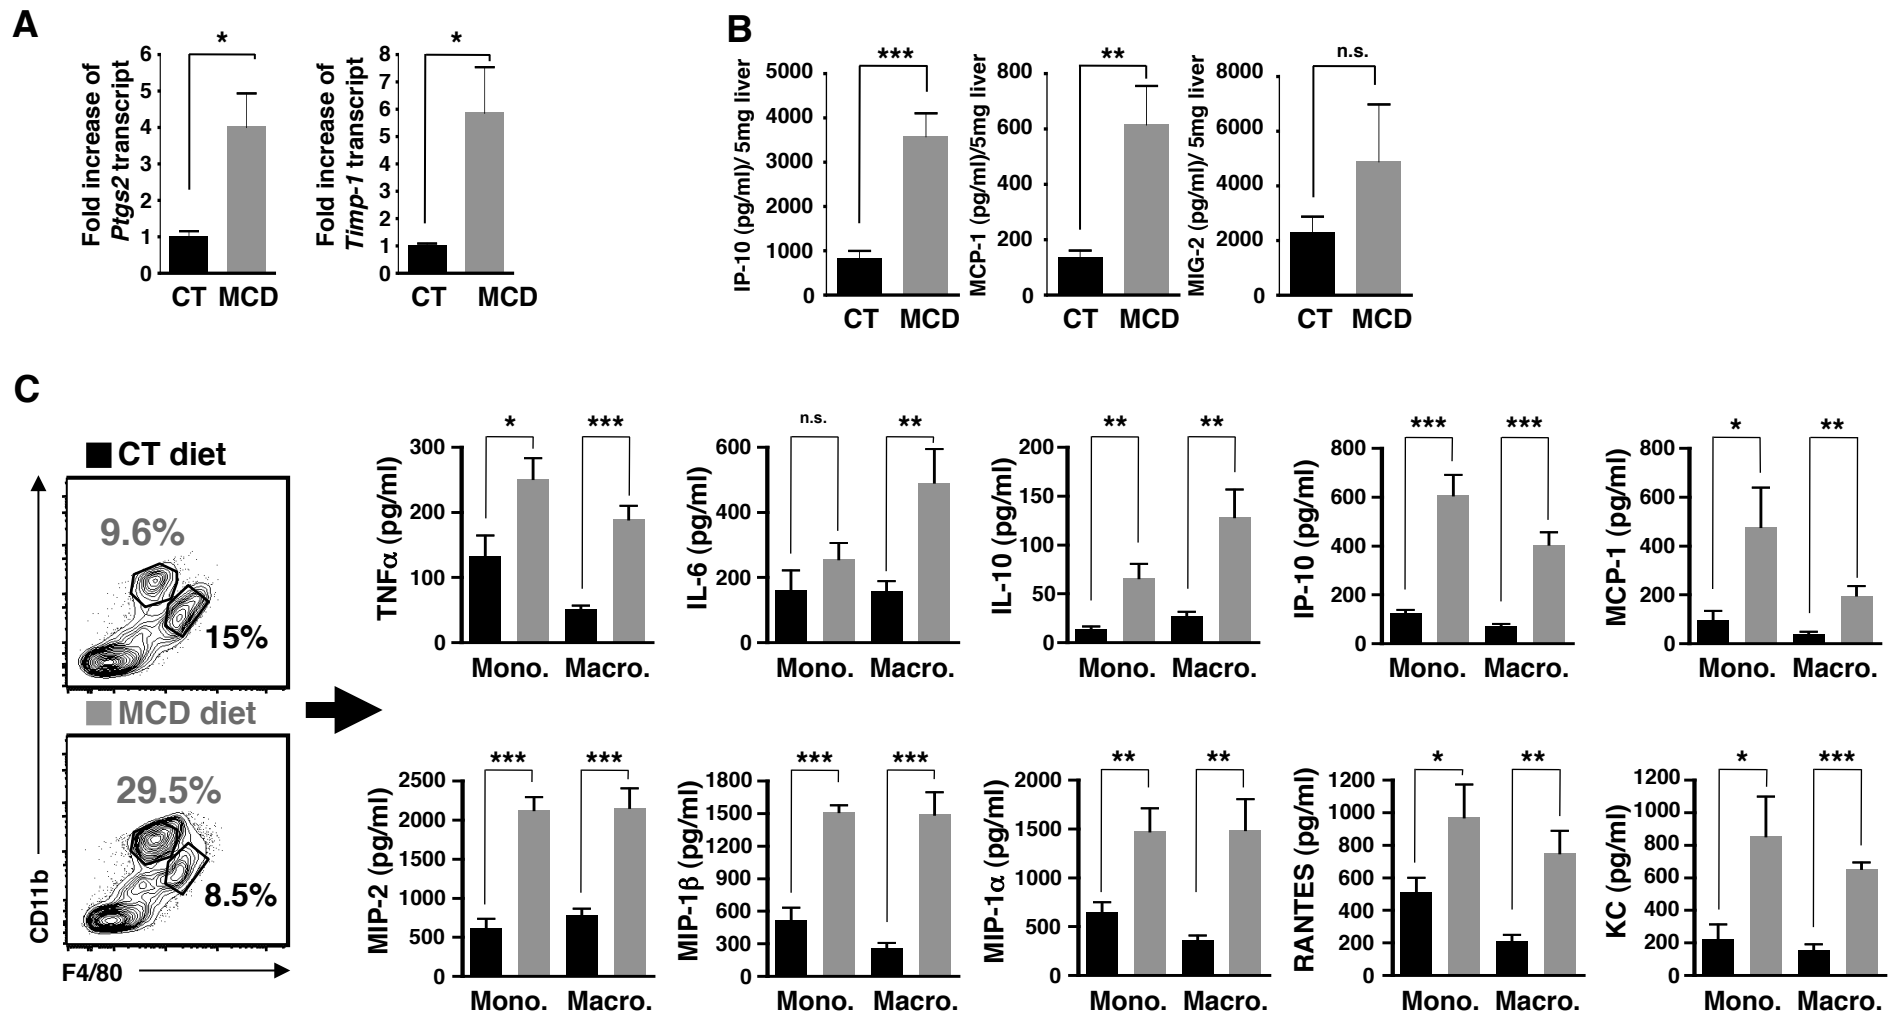 A
Fold increase of
Ptgs2 transcript
*
6
5
4
3
2
1
0
CT MCD
Fold increase of
Timp-1 transcript
*
8
7
6
5
4
3
2
1
0
CT MCD
B
IP-10 (pg/ml)/ 5mg liver
***
5000
4000
3000
2000
1000
0
CT MCD
MCP-1 (pg/ml)/5mg liver
**
800
600
400
200
0
CT MCD
MIG-2 (pg/ml)/ 5mg liver
n.s.
8000
6000
4000
2000
0
CT MCD
C
CT diet
9.6%
15%
MCD diet
29.5%
8.5%
CD11b
F4/80
TNFα (pg/ml)
* ***
300
200
100
0
Mono. Macro.
IL-6 (pg/ml)
n.s. **
600
400
200
0
Mono. Macro.
IL-10 (pg/ml)
** **
200
150
100
50
0
Mono. Macro.
IP-10 (pg/ml)
*** ***
800
600
400
200
0
Mono. Macro.
MCP-1 (pg/ml)
* **
800
600
400
200
0
Mono. Macro.
MIP-2 (pg/ml)
*** ***
2500
2000
1500
1000
500
0
Mono. Macro.
MIP-1β (pg/ml)
*** ***
1800
1500
1200
900
600
300
0
Mono. Macro.
MIP-1α (pg/ml)
** **
2000
1500
1000
500
0
Mono. Macro.
RANTES (pg/ml)
* **
1200
1000
800
600
400
200
0
Mono. Macro.
KC (pg/ml)
* ***
1200
1000
800
600
400
200
0
Mono. Macro.